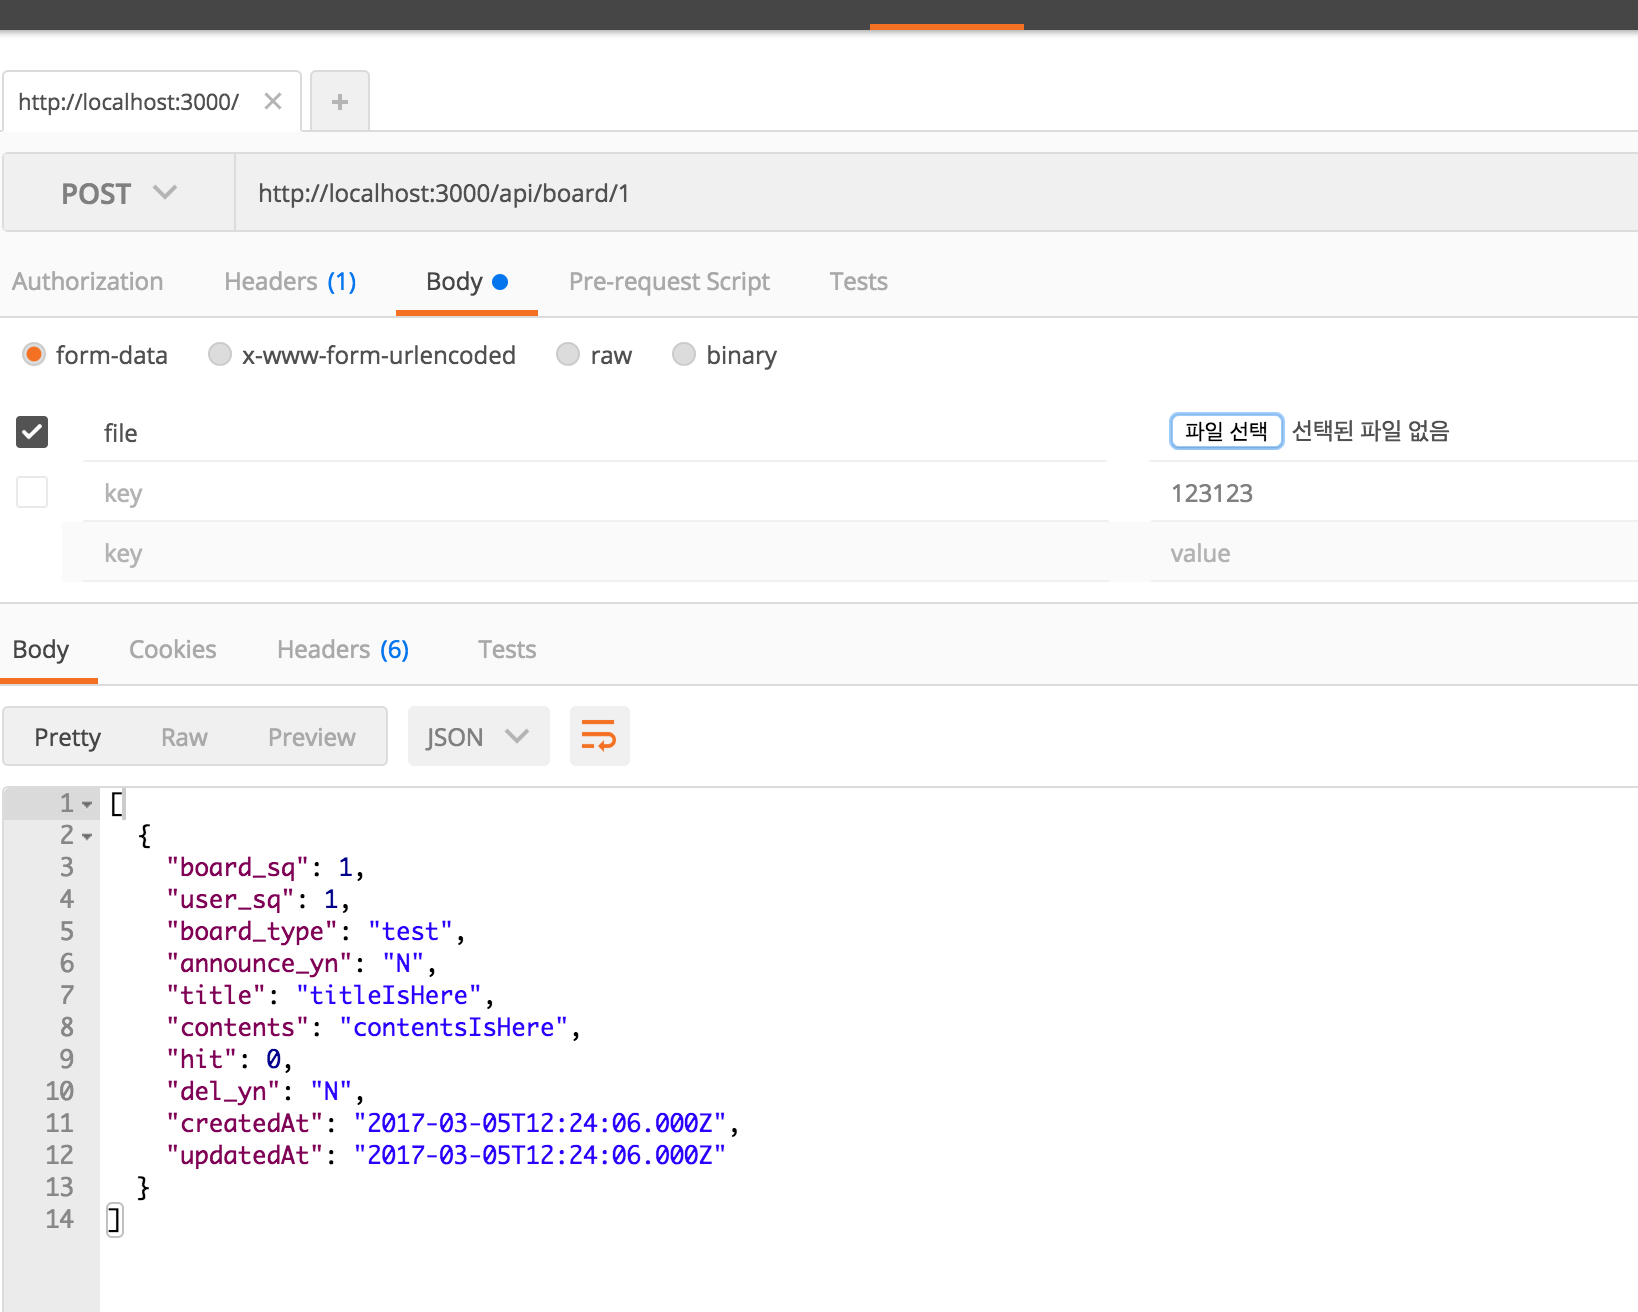 http://localhost:3000/
POST http://localhost:3000/api/board/1
Authorization Headers (1) Body Pre-request Script Tests
form-data x-www-form-urlencoded raw binary
file 파일 선택 선택된 파일 없음
key 123123
key value
Body Cookies Headers (6) Tests
Pretty Raw Preview JSON
1 [
2 {
3 "board_sq": 1,
4 "user_sq": 1,
5 "board_type": "test",
6 "announce_yn": "N",
7 "title": "titleIsHere",
8 "contents": "contentsIsHere",
9 "hit": 0,
10 "del_yn": "N",
11 "createdAt": "2017-03-05T12:24:06.000Z",
12 "updatedAt": "2017-03-05T12:24:06.000Z"
13 }
14 ]